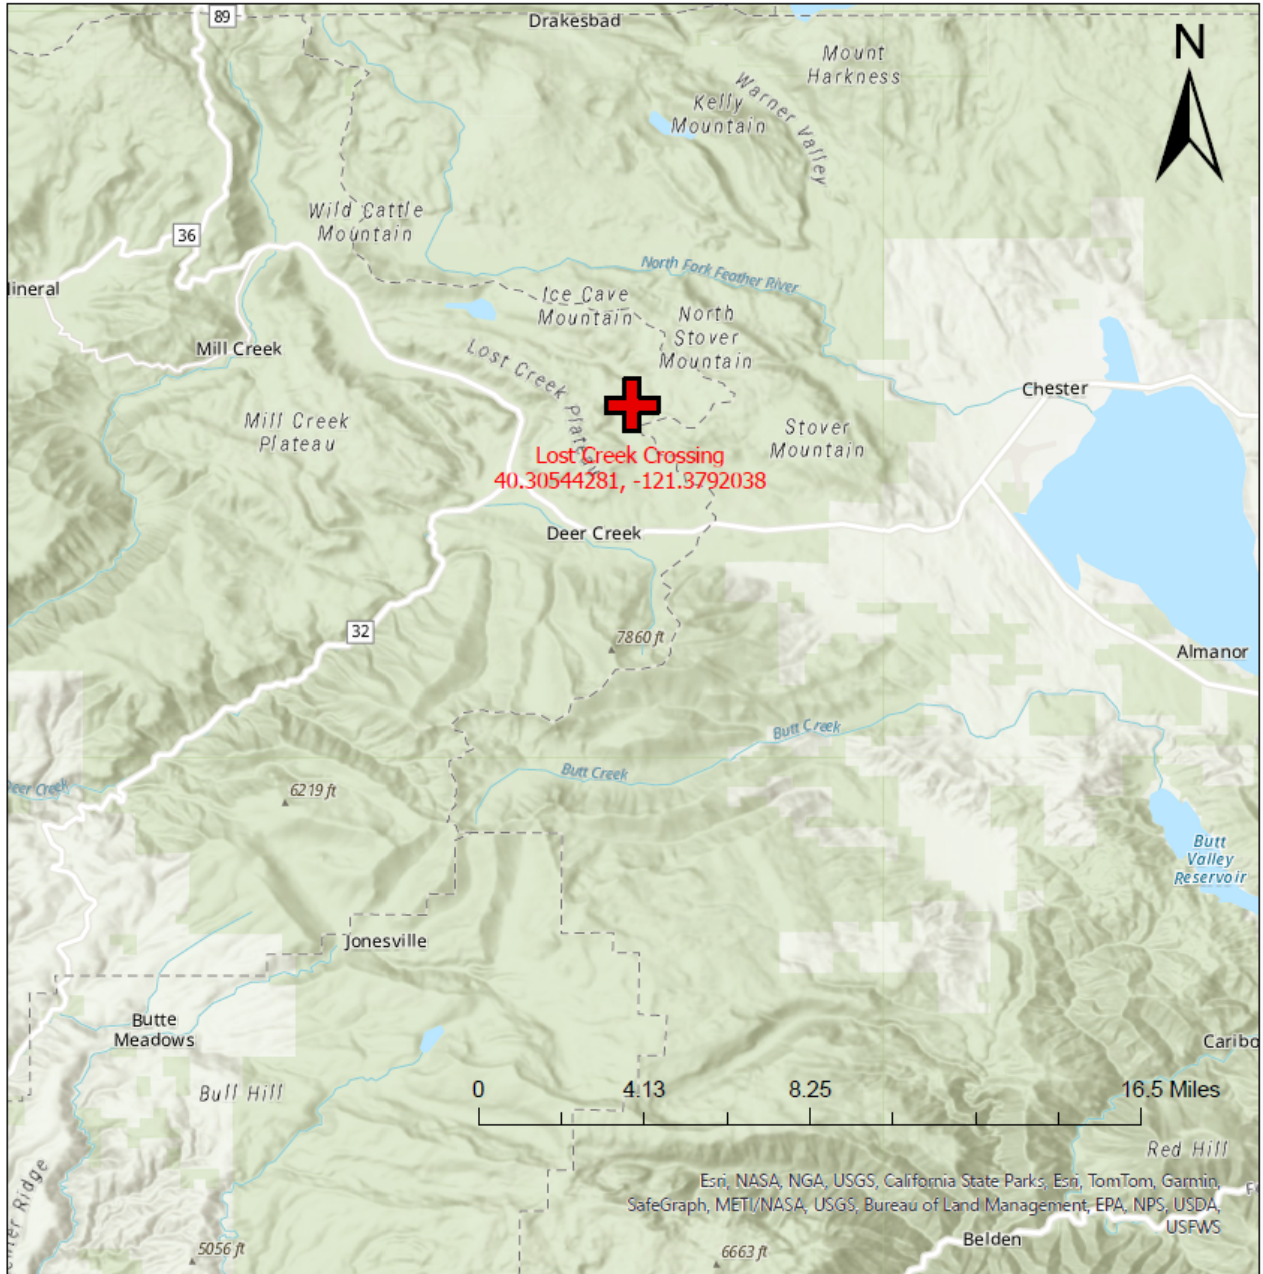 89
Drakesbad
N
Mount
Harkness
Warner Valley
Kelly
Mountain
Wild Cattle
Mountain
36
North Fork Feather River
lineral
Ice Cave
Mountain
North
Stover
Mountain
Mill Creek
Lost Creek Plateau
Chester
Mill Creek
Plateau
Stover
Mountain
Lost Creek Crossing
40.30544281, -121.3792038
Deer Creek
32
7860 ft
Almanor
Butt Creek
Butt Creek
Deer Creek
6219 ft
Butt
Valley
Reservoir
Jonesville
Butte
Meadows
Caribo
Bull Hill
0 4.13 8.25 16.5 Miles
Red Hill
Ridge
Esri, NASA, NGA, USGS, California State Parks, Esri, TomTom, Garmin,
SafeGraph, METI/NASA, USGS, Bureau of Land Management, EPA, NPS, USDA,
USFWS
Belden
5056 ft
6663 ft